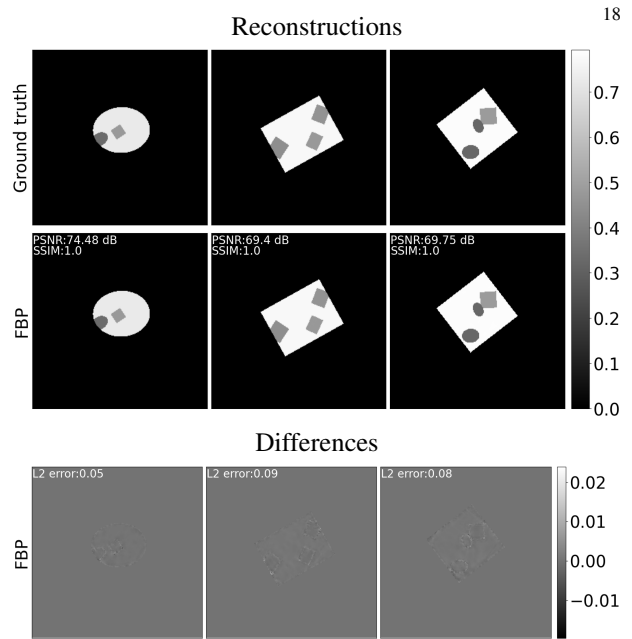 18
Reconstructions
Ground truth
0.7
0.6
0.5
0.4
0.3
0.2
0.1
0.0
PSNR:74.48 dB
SSIM:1.0
PSNR:69.4 dB
SSIM:1.0
PSNR:69.75 dB
SSIM:1.0
FBP
Differences
L2 error:0.05
L2 error:0.09
L2 error:0.08
FBP
0.02
0.01
0.00
−0.01